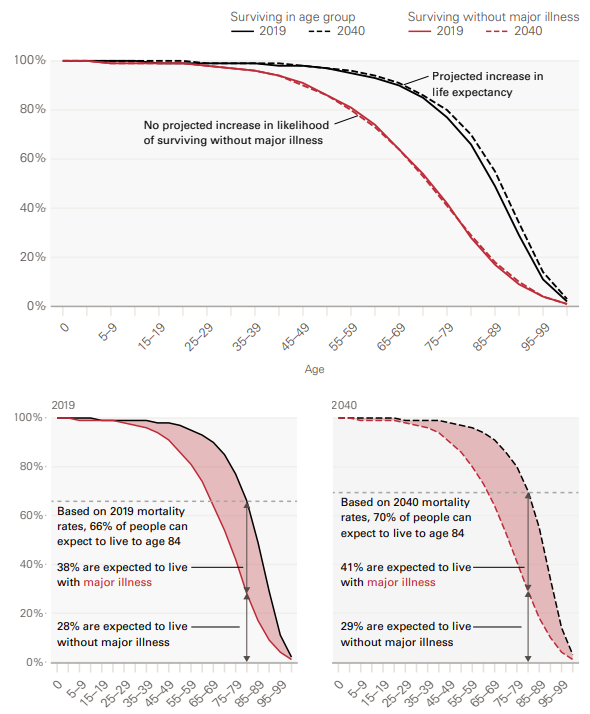 Surviving in age group
Surviving without major illness
2019
2040
2019
2040
100%
80%
60%
40%
20%
0%
Projected increase in
life expectancy
No projected increase in likelihood
of surviving without major illness
0
5–9
15–19
25–29
35–39
45–49
55–59
65–69
75–79
85–89
95–99
Age
2019
100%
80%
60%
40%
20%
0%
Based on 2019 mortality
rates, 66% of people can
expect to live to age 84
38% are expected to live
with major illness
28% are expected to live
without major illness
0
5–9
15–19
25–29
35–39
45–49
55–59
65–69
75–79
85–89
95–99
2040
Based on 2040 mortality
rates, 70% of people can
expect to live to age 84
41% are expected to live
with major illness
29% are expected to live
without major illness
0
5–9
15–19
25–29
35–39
45–49
55–59
65–69
75–79
85–89
95–99